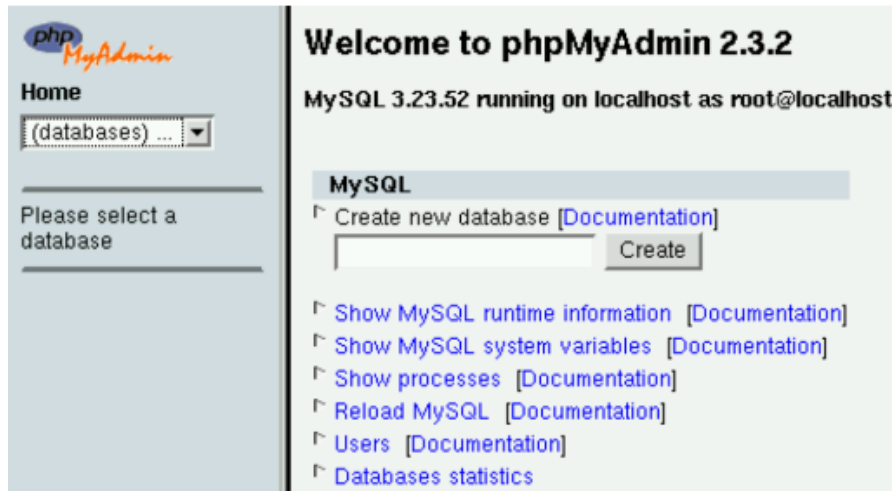 php
MyAdmin
Home
(databases) ...
Please select a
database
Welcome to phpMyAdmin 2.3.2
MySQL 3.23.52 running on localhost as root@localhost
MySQL
Create new database [Documentation]
Create
Show MySQL runtime information [Documentation]
Show MySQL system variables [Documentation]
Show processes [Documentation]
Reload MySQL [Documentation]
Users [Documentation]
Databases statistics